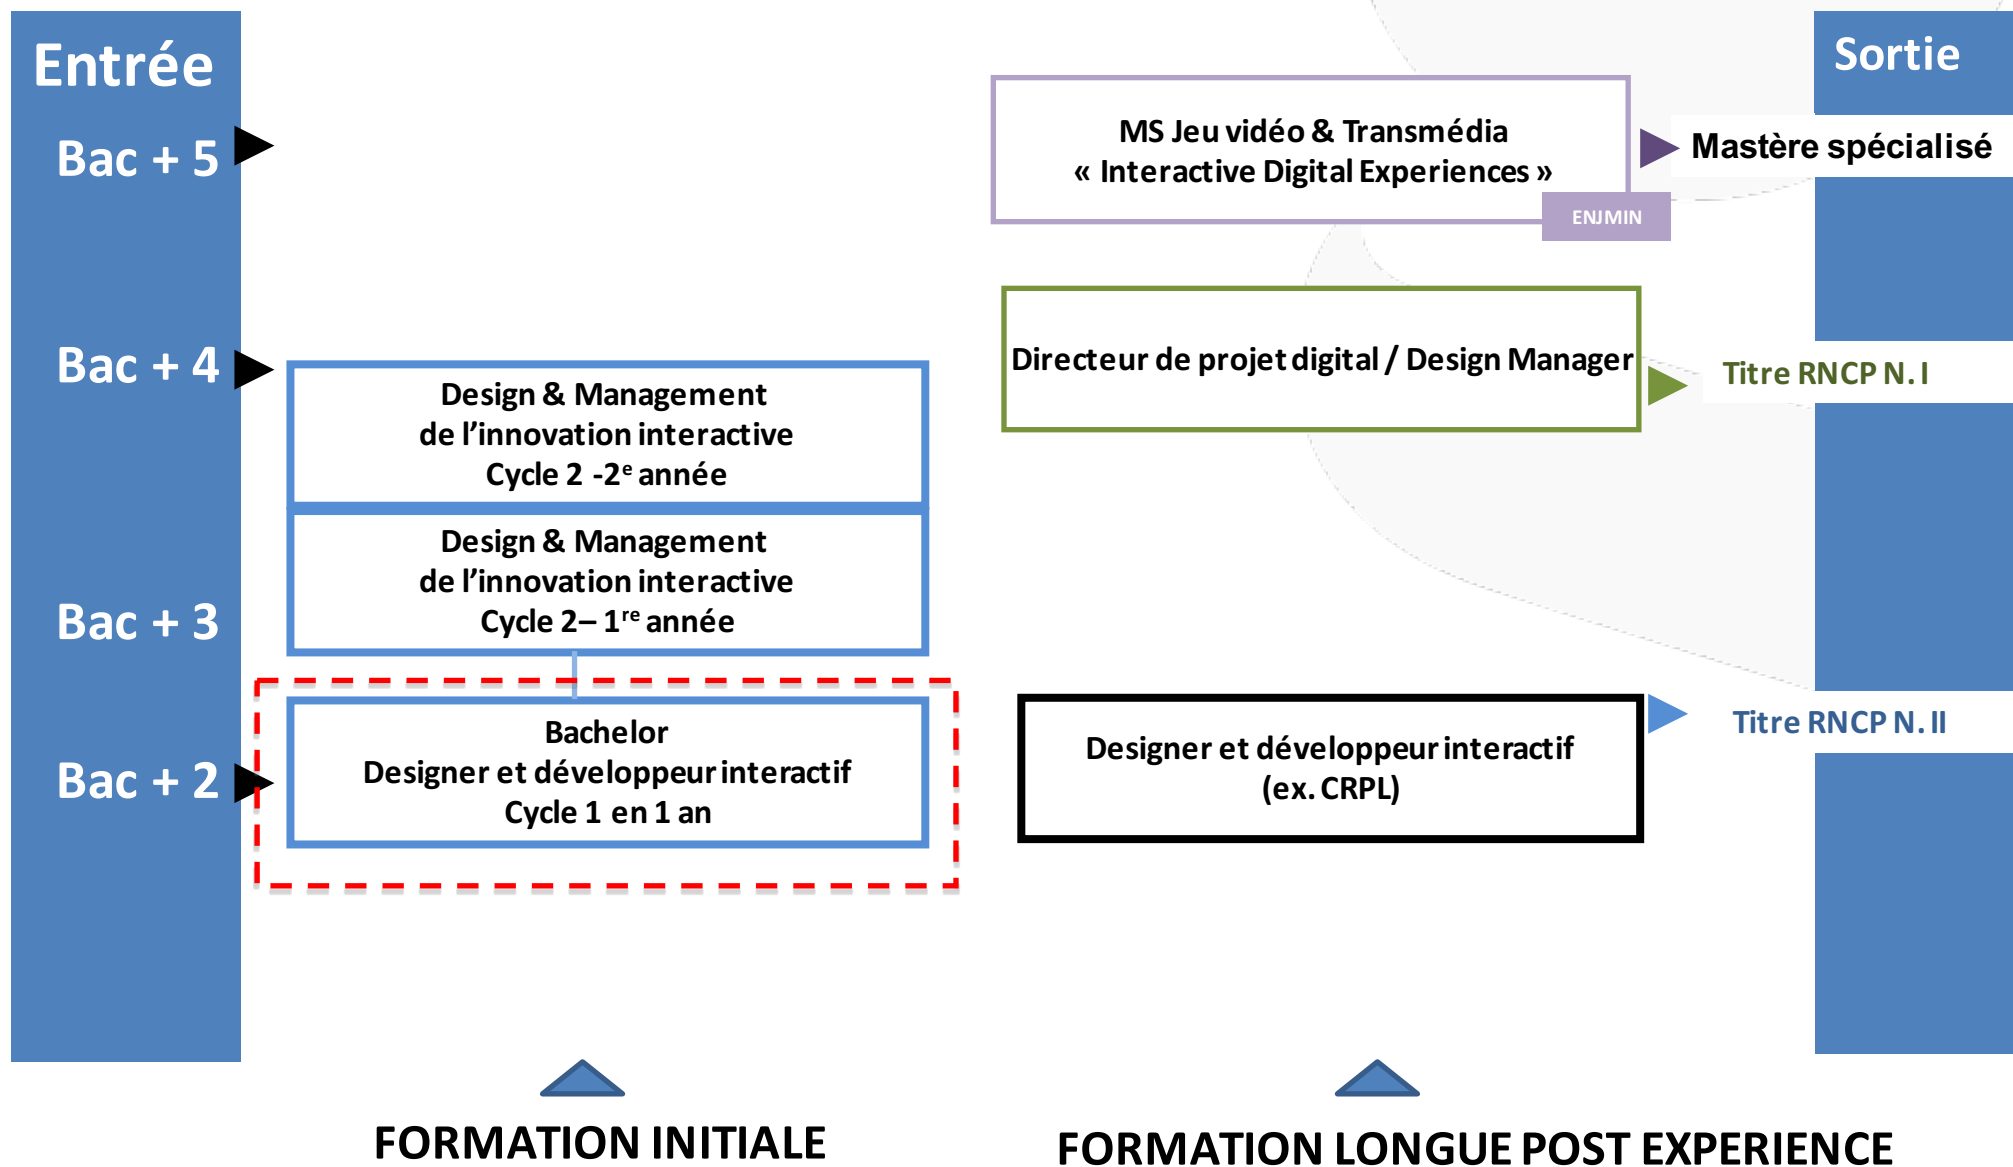 Entrée
Bac + 5
Bac + 4
Bac + 3
Bac + 2
Design & Management
de l’innovation interactive
Cycle 2 -2e année
Design & Management
de l’innovation interactive
Cycle 2– 1re année
Bachelor
Designer et développeur interactif
Cycle 1 en 1 an
FORMATION INITIALE
MS Jeu vidéo & Transmédia
« Interactive Digital Experiences »
ENJMIN
Directeur de projet digital / Design Manager
Designer et développeur interactif
(ex. CRPL)
FORMATION LONGUE POST EXPERIENCE
Sortie
Mastère spécialisé
Titre RNCP N. I
Titre RNCP N. II